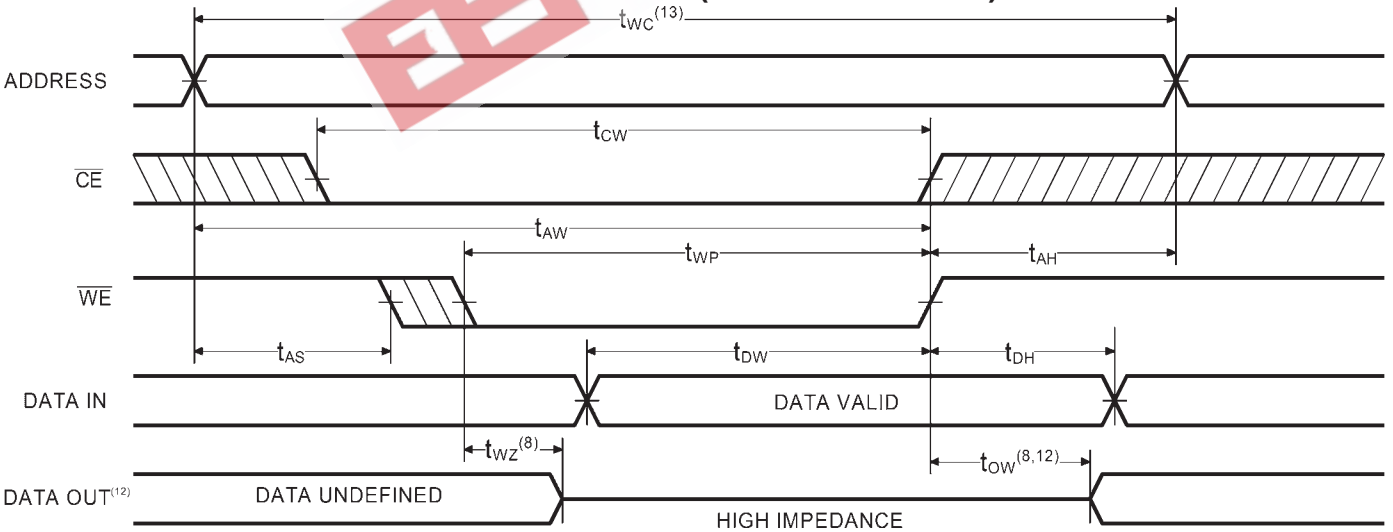 tWC(13)
ADDRESS
tCW
CE
tAW
tWP
tAH
WE
tAS
tDW
tDH
DATA IN
DATA VALID
tWZ(8)
tOW(8,12)
DATA OUT(12)
DATA UNDEFINED
HIGH IMPEDANCE